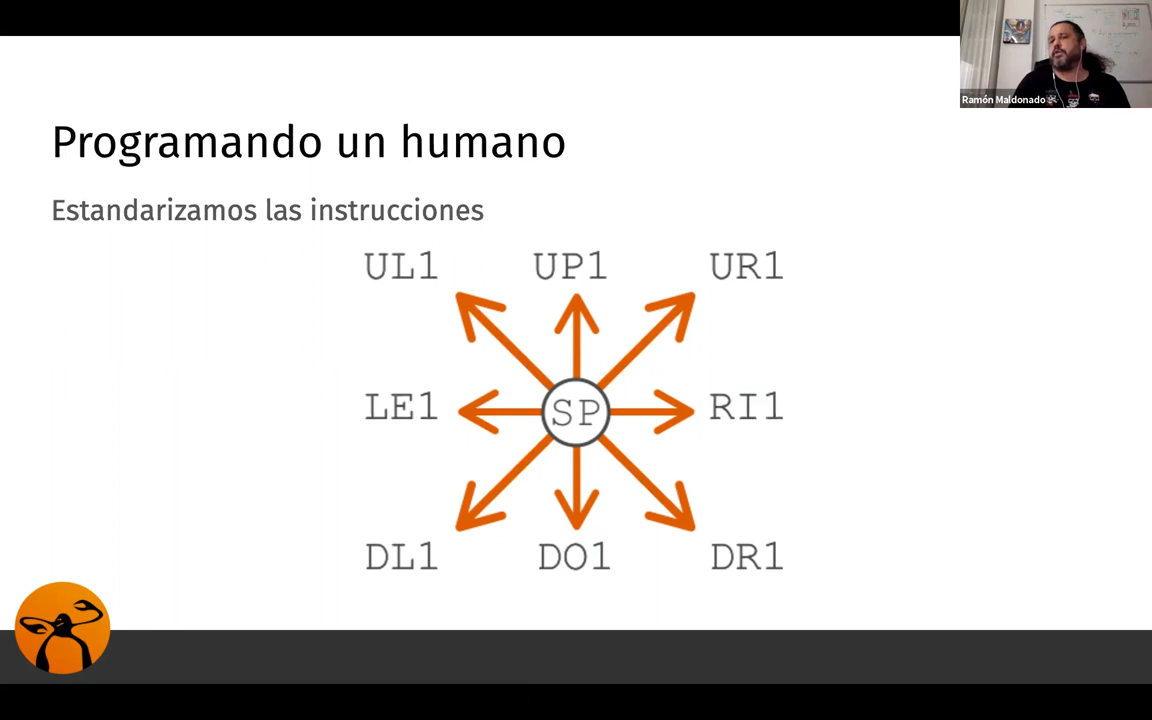 Ramón Maldonado
Programando un humano
Estandarizamos las instrucciones
UL1 UP1 UR1
LE1 SP RI1
DL1 DO1 DR1